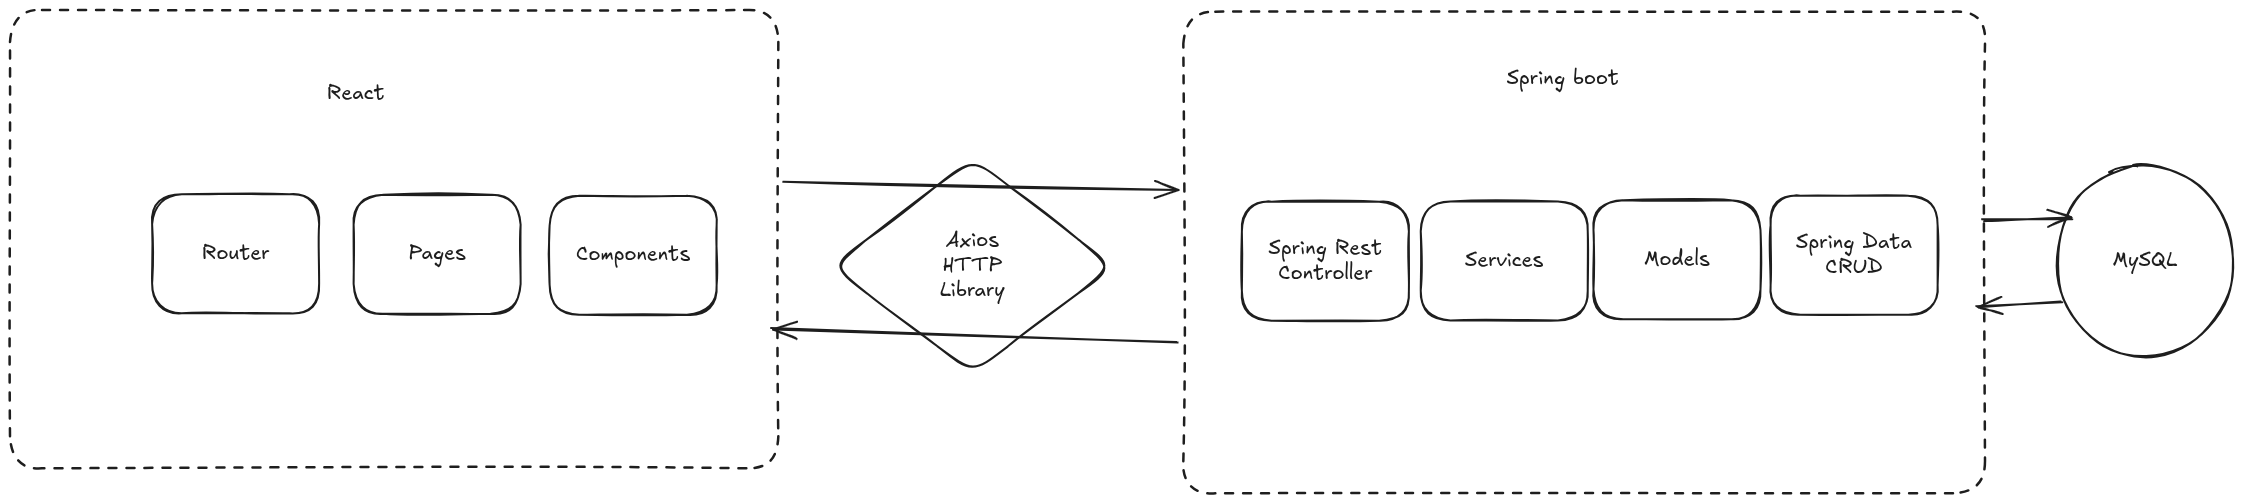 React
Router
Pages
Components
Axios
HTTP
Library
Spring boot
Spring Rest
Controller
Services
Models
Spring Data
CRUD
MySQL